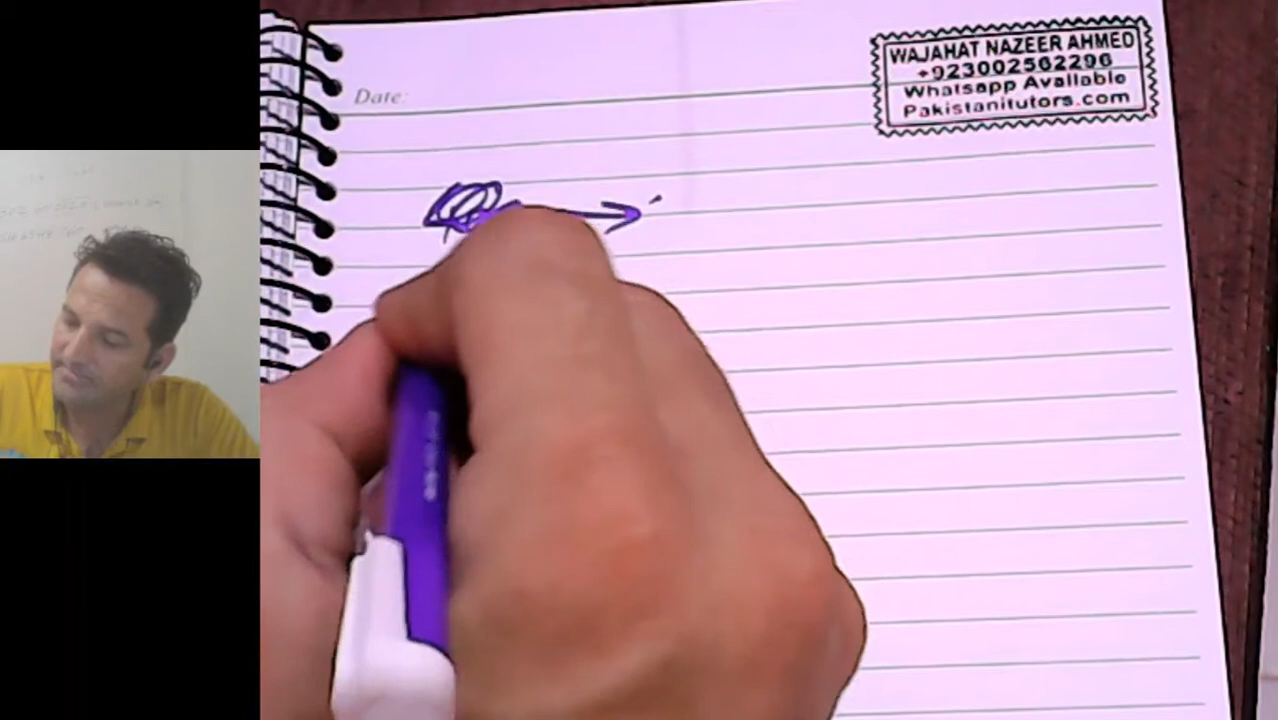 WAJAHAT NAZEER AHMED
+923002562296
Whatsapp Available
Pakistanitutors.com
Date: